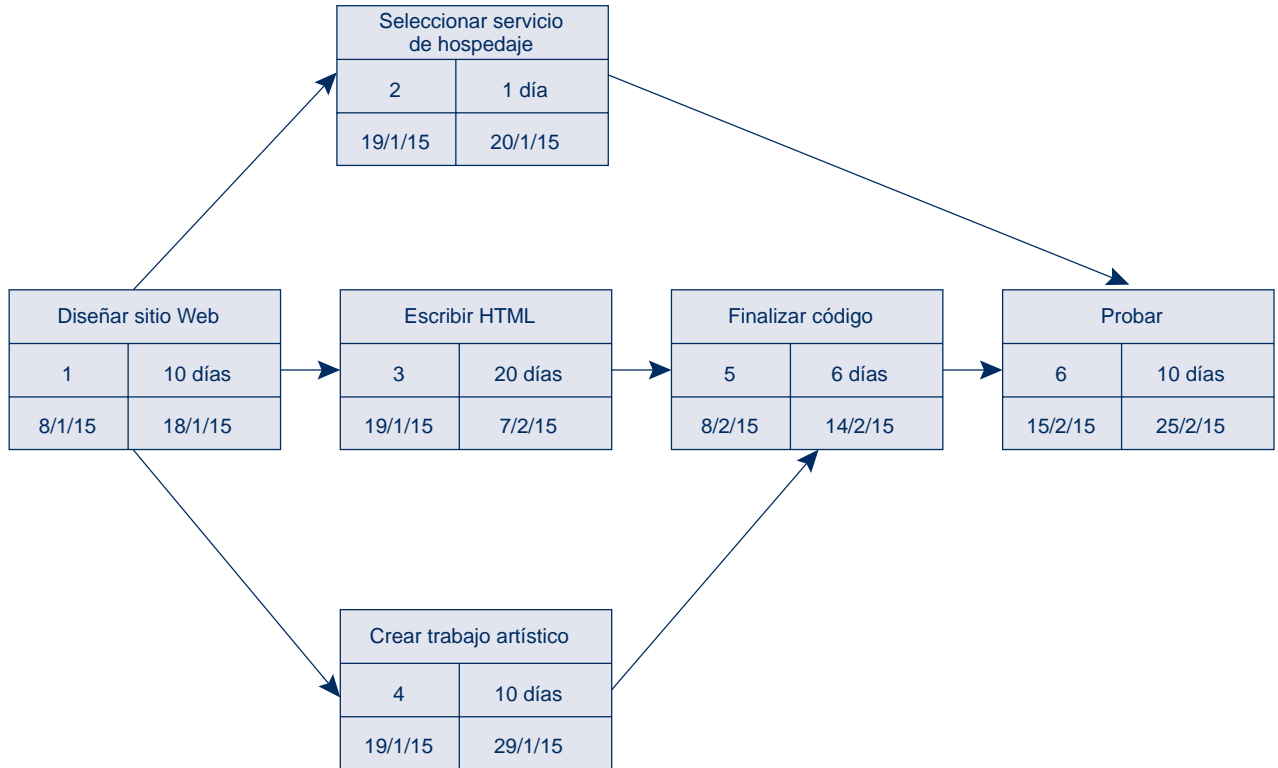 Seleccionar servicio
de hospedaje
2 1 día
19/1/15 20/1/15
Diseñar sitio Web
1 10 días
8/1/15 18/1/15
Escribir HTML
3 20 días
19/1/15 7/2/15
Finalizar código
5 6 días
8/2/15 14/2/15
Probar
6 10 días
15/2/15 25/2/15
Crear trabajo artístico
4 10 días
19/1/15 29/1/15